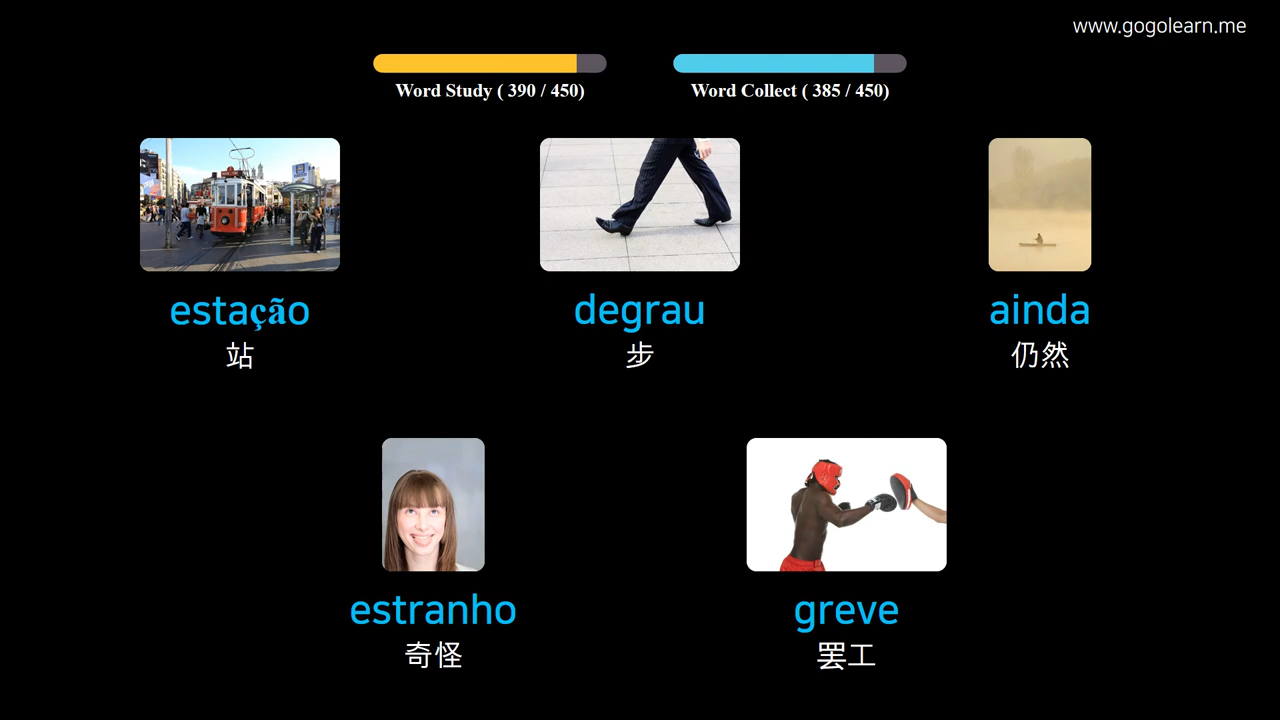 www.gogolearn.me
Word Study ( 390 / 450)
Word Collect ( 385 / 450)
estação
站
degrau
步
ainda
仍然
estranho
奇怪
greve
罢工